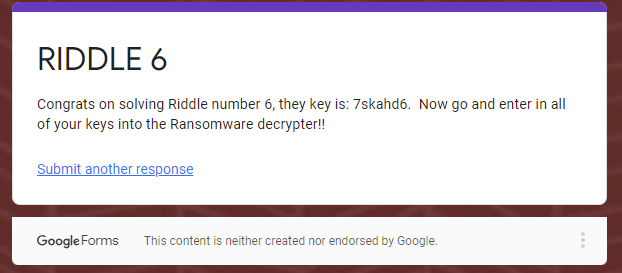 RIDDLE 6
Congrats on solving Riddle number 6, they key is: 7skahd6.  Now go and enter in all
of your keys into the Ransomware decrypter!!
Submit another response
Google Forms This content is neither created nor endorsed by Google.